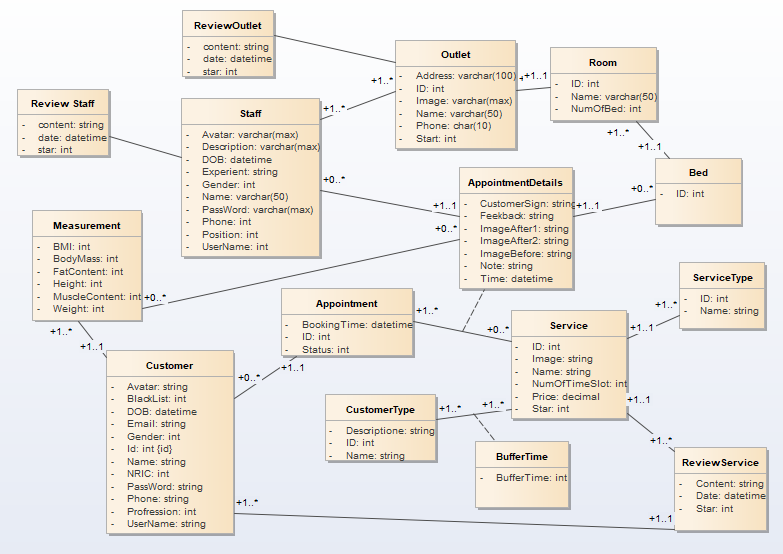 ReviewOutlet
- content: string
- date: datetime
- star: int
Outlet
- Address: varchar(100)
- ID: int
- Image: varchar(max)
- Name: varchar(50)
- Phone: char(10)
- Start: int
Room
- ID: int
- Name: varchar(50)
- NumOfBed: int
Review Staff
- content: string
- date: datetime
- star: int
Staff
- Avatar: varchar(max)
- Description: varchar(max)
- DOB: datetime
- Experient: string
- Gender: int
- Name: varchar(50)
- PassWord: varchar(max)
- Phone: int
- Position: int
- UserName: int
+1..*
+1..*
+1..1
+1..*
+1..1
Bed
- ID: int
AppointmentDetails
- CustomerSign: string
- Feekback: string
- ImageAfter1: string
- ImageAfter2: string
- ImageBefore: string
- Note: string
- Time: datetime
+0..*
+1..1
+1..1
+0..*
+0..*
Measurement
- BMI: int
- BodyMass: int
- FatContent: int
- Height: int
- MuscleContent: int
- Weight: int
+0..*
+1..*
+1..1
Appointment
- BookingTime: datetime
- ID: int
- Status: int
+1..*
+0..*
+1..1
+0..*
Service
- ID: int
- Image: string
- Name: string
- NumOfTimeSlot: int
- Price: decimal
- Star: int
ServiceType
- ID: int
- Name: string
+1..*
+1..1
Customer
- Avatar: string
- BlackList: int
- DOB: datetime
- Email: string
- Gender: int
- Id: int {id}
- Name: string
- NRIC: int
- PassWord: string
- Phone: string
- Profression: int
- UserName: string
CustomerType
- Descriptione: string
- ID: int
- Name: string
+1..*
+1..*
+1..1
+1..*
BufferTime
- BufferTime: int
ReviewService
- Content: string
- Date: datetime
- Star: int
+1..*
+1..1